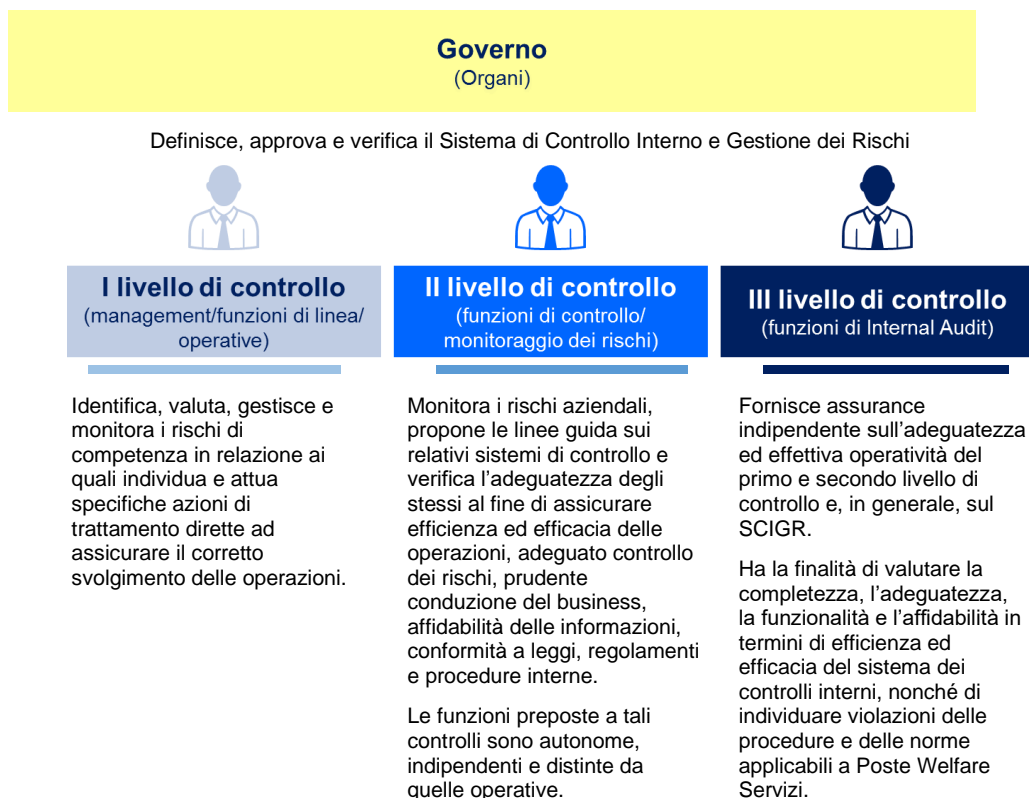 Governo
(Organi)
Definisce, approva e verifica il Sistema di Controllo Interno e Gestione dei Rischi
I livello di controllo
(management/funzioni di linea/
operative)
Identifica, valuta, gestisce e
monitora i rischi di
competenza in relazione ai
quali individua e attua
specifiche azioni di
trattamento dirette ad
assicurare il corretto
svolgimento delle operazioni.
II livello di controllo
(funzioni di controllo/
monitoraggio dei rischi)
Monitora i rischi aziendali,
propone le linee guida sui
relativi sistemi di controllo e
verifica l’adeguatezza degli
stessi al fine di assicurare
efficienza ed efficacia delle
operazioni, adeguato controllo
dei rischi, prudente
conduzione del business,
affidabilità delle informazioni,
conformità a leggi, regolamenti
e procedure interne.
Le funzioni preposte a tali
controlli sono autonome,
indipendenti e distinte da
quelle operative.
III livello di controllo
(funzioni di Internal Audit)
Fornisce assurance
indipendente sull’adeguatezza
ed effettiva operatività del
primo e secondo livello di
controllo e, in generale, sul
SCIGR.
Ha la finalità di valutare la
completezza, l’adeguatezza,
la funzionalità e l’affidabilità in
termini di efficienza ed
efficacia del sistema dei
controlli interni, nonché di
individuare violazioni delle
procedure e delle norme
applicabili a Poste Welfare
Servizi.